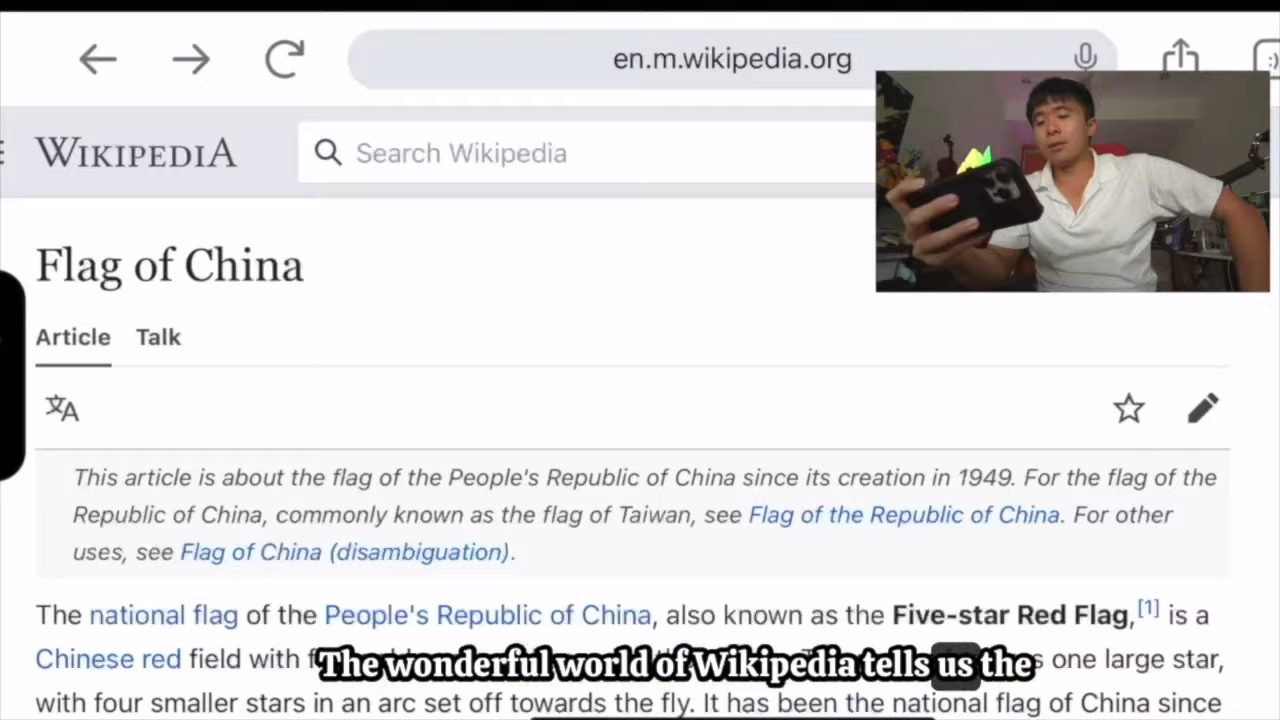 en.m.wikipedia.org
WIKIPEDIA
Search Wikipedia
Flag of China
Article Talk
This article is about the flag of the People's Republic of China since its creation in 1949. For the flag of the
Republic of China, commonly known as the flag of Taiwan, see Flag of the Republic of China. For other
uses, see Flag of China (disambiguation).
The national flag of the People's Republic of China, also known as the Five-star Red Flag,[1] is a
Chinese red field with one large star,
The wonderful world of Wikipedia tells us the
with four smaller stars in an arc set off towards the fly. It has been the national flag of China since